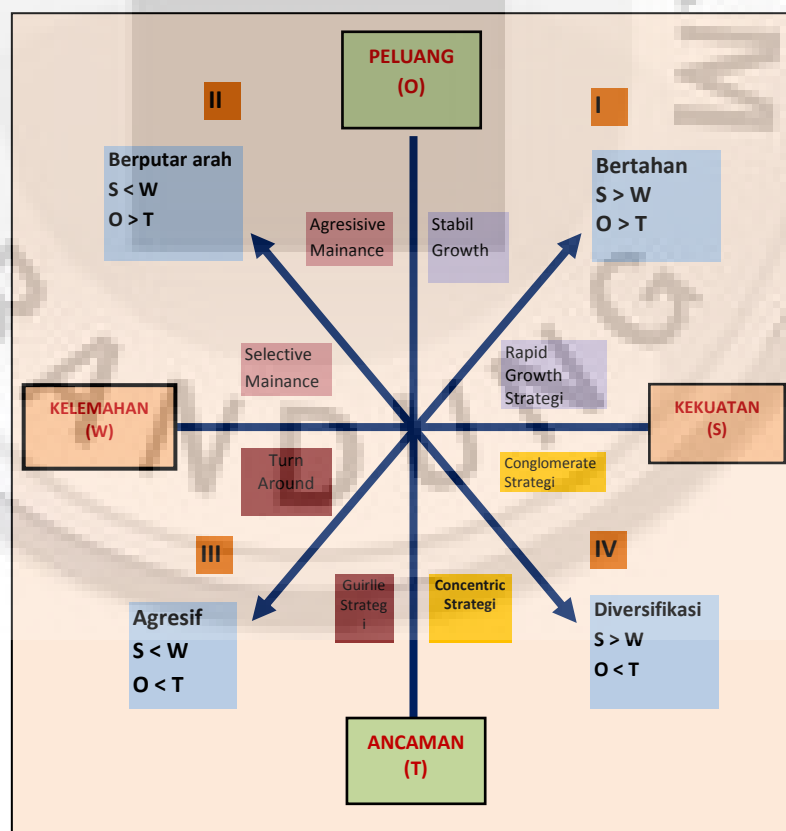 PELUANG
(O)
II
I
Berputar arah
S < W
O > T
Bertahan
S > W
O > T
Agresisive
Mainance
Stabil
Growth
Selective
Mainance
Rapid
Growth
Strategi
KELEMAHAN
(W)
KEKUATAN
(S)
Turn
Around
Conglomerate
Strategi
III
IV
Guirlle
Strateg
i
Concentric
Strategi
Agresif
S < W
O < T
Diversifikasi
S > W
O < T
ANCAMAN
(T)